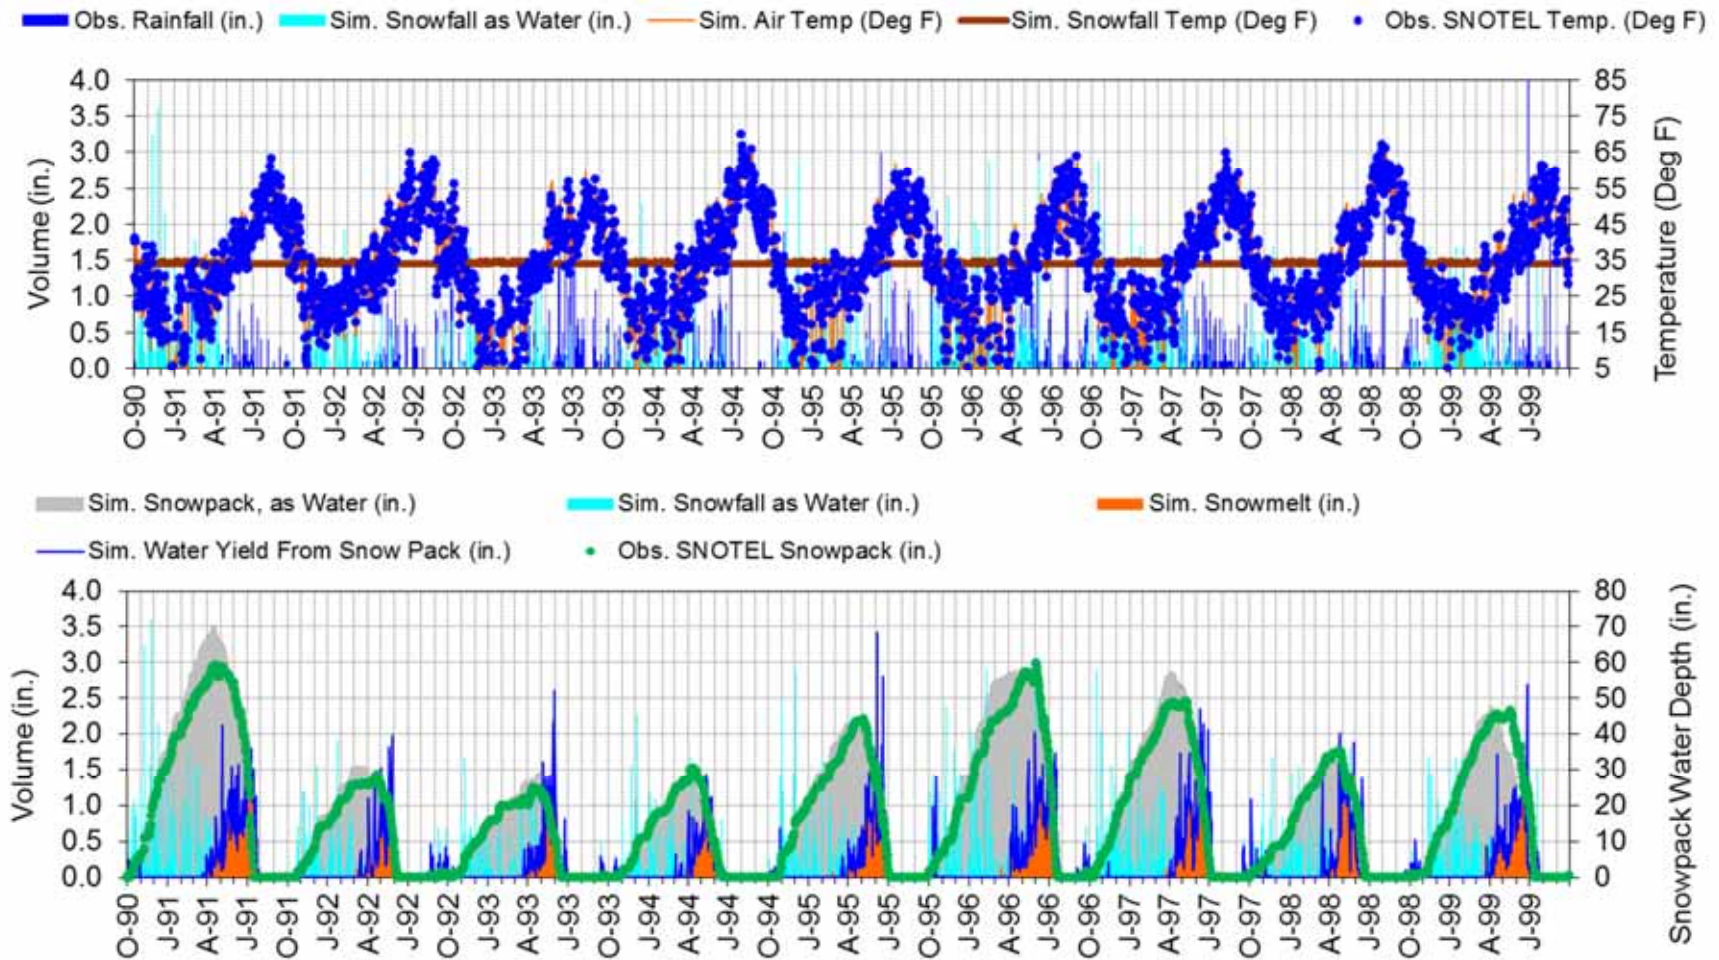 Obs. Rainfall (in.) Sim. Snowfall as Water (in.) Sim. Air Temp (Deg F) Sim. Snowfall Temp (Deg F) Obs. SNOTEL Temp. (Deg F)
4.0 85
3.5 75
3.0 65
2.5 55
2.0 45
1.5 35
1.0 25
0.5 15
0.0 5
Volume (in.)
Temperature (Deg F)
O-90 J-91 A-91 J-91 O-91 J-92 A-92 J-92 O-92 J-93 A-93 J-93 O-93 J-94 A-94 J-94 O-94 J-95 A-95 J-95 O-95 J-96 A-96 J-96 O-96 J-97 A-97 J-97 O-97 J-98 A-98 J-98 O-98 J-99 A-99 J-99
Sim. Snowpack, as Water (in.) Sim. Snowfall as Water (in.) Sim. Snowmelt (in.)
Sim. Water Yield From Snow Pack (in.) Obs. SNOTEL Snowpack (in.)
4.0 80
3.5 70
3.0 60
2.5 50
2.0 40
1.5 30
1.0 20
0.5 10
0.0 0
Volume (in.)
Snowpack Water Depth (in.)
O-90 J-91 A-91 J-91 O-91 J-92 A-92 J-92 O-92 J-93 A-93 J-93 O-93 J-94 A-94 J-94 O-94 J-95 A-95 J-95 O-95 J-96 A-96 J-96 O-96 J-97 A-97 J-97 O-97 J-98 A-98 J-98 O-98 J-99 A-99 J-99